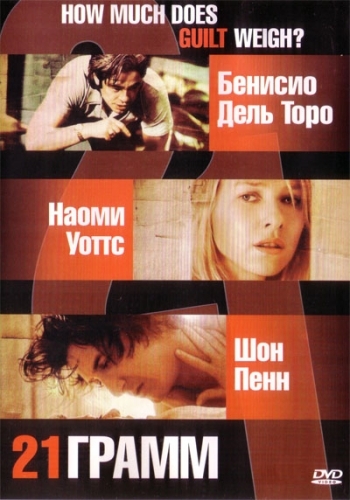 HOW MUCH DOES
GUILT WEIGH?
Бенисио
Дель Торо
Наоми
Уоттс
Шон
Пенн
21 ГРАММ
DVD
VIDEO